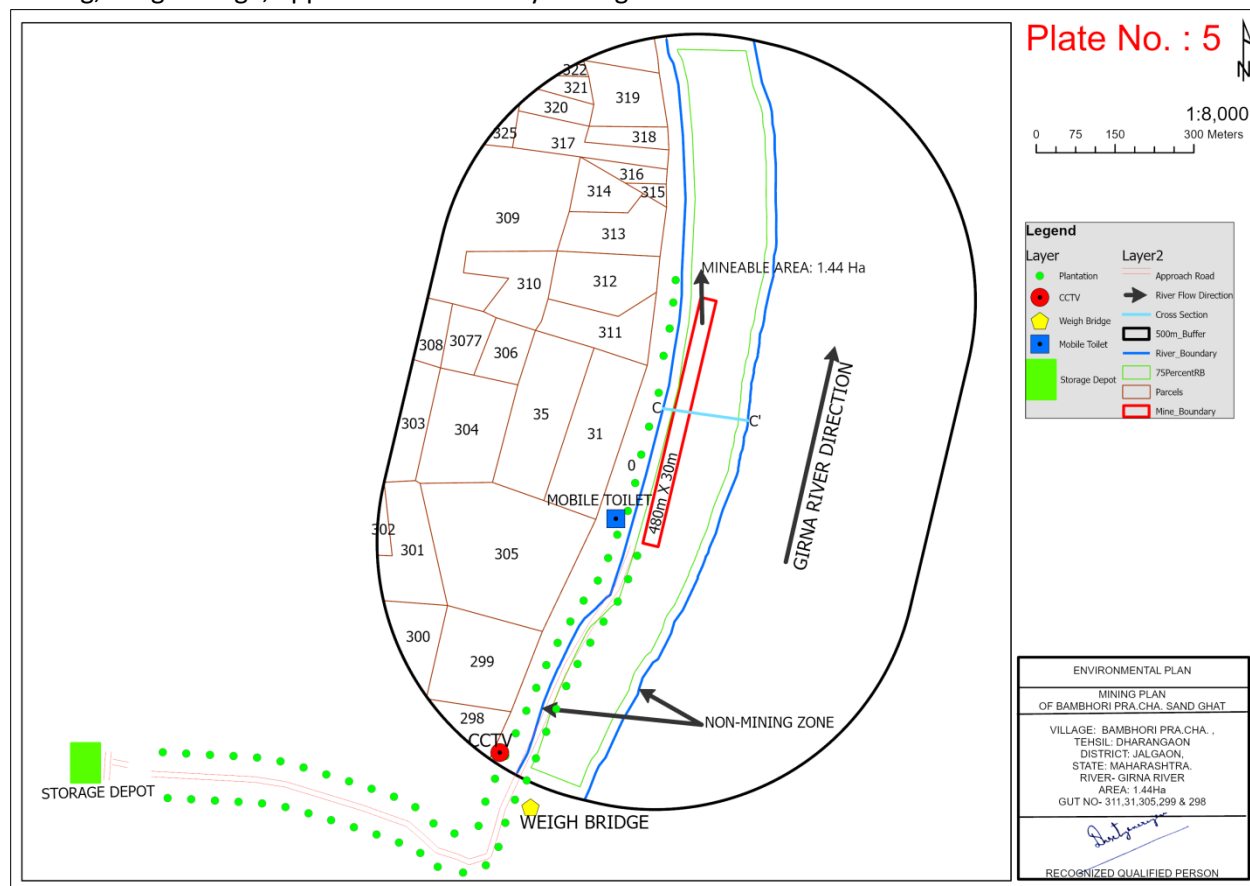 Plate No. : 5
N
1:8,000
0 75 150 300 Meters
Legend
Layer
Plantation
CCTV
Weigh Bridge
Mobile Toilet
Storage Depot
Layer2
Approach Road
River Flow Direction
Cross Section
500m_Buffer
River_Boundary
75PercentRB
Parcels
Mine_Boundary
322
321
319
320
325
317
318
316
314
315
309
313
310
312
MINEABLE AREA: 1.44 Ha
311
308
3077
306
303
304
35
31
C
C'
0
480m X 30m
GIRNA RIVER DIRECTION
MOBILE TOILET
302
301
305
300
299
298
NON-MINING ZONE
CCTV
STORAGE DEPOT
WEIGH BRIDGE
ENVIRONMENTAL PLAN
MINING PLAN
OF BAMBHORI PRA.CHA. SAND GHAT
VILLAGE: BAMBHORI PRA.CHA. ,
TEHSIL: DHARANGAON
DISTRICT: JALGAON,
STATE: MAHARASHTRA.
RIVER- GIRNA RIVER
AREA: 1.44Ha
GUT NO- 311,31,305,299 & 298
RECOGNIZED QUALIFIED PERSON